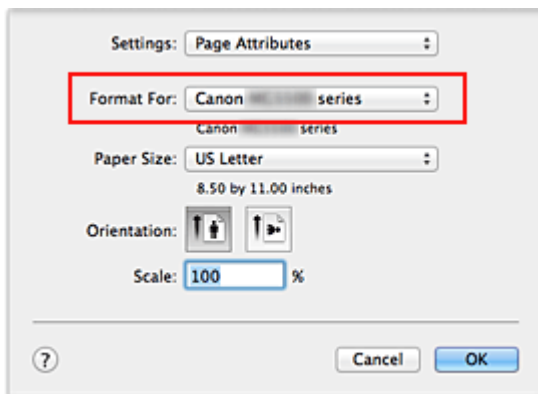 Settings: Page Attributes
Format For: Canon series
Canon series
Paper Size: US Letter
8.50 by 11.00 inches
Orientation:
Scale: 100 %
? Cancel OK